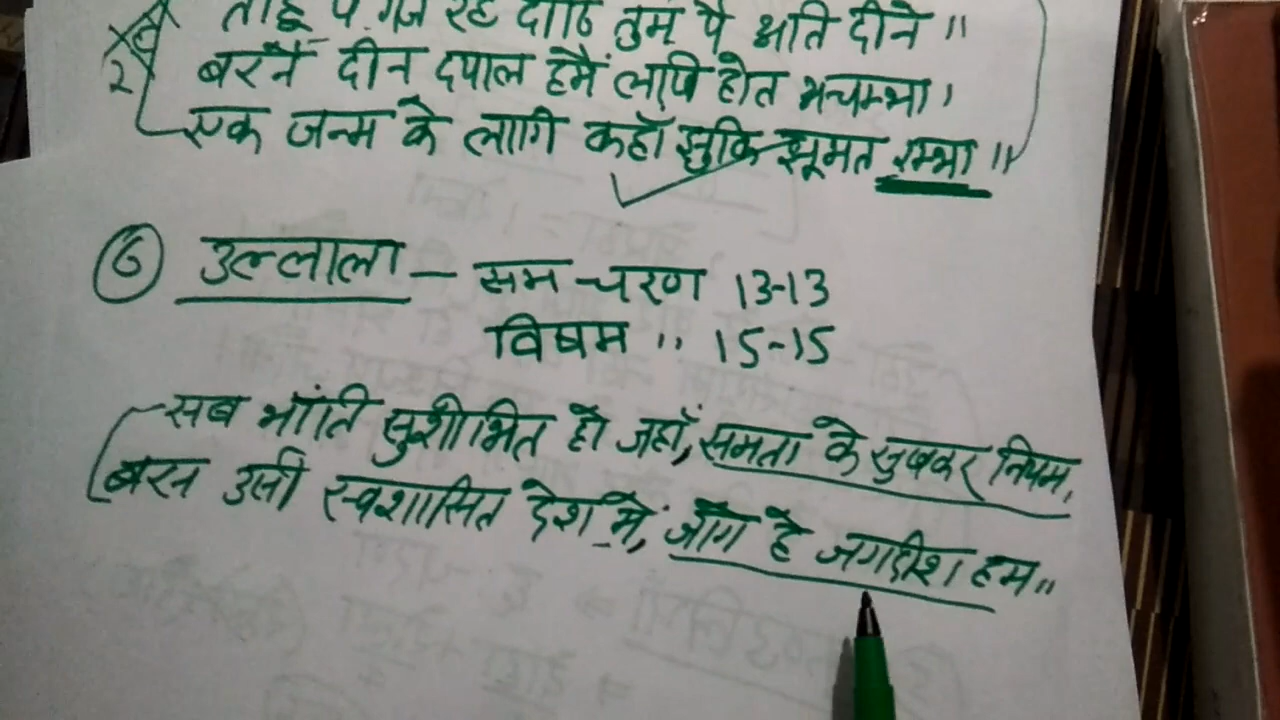 ताहू पै गज रह दाटि तुम पै अति दीने ॥
बरनै दीन दयाल हमैं लाषि होत अचम्भा ।
२
एक जन्म के लागि कहाँ झुकि झूमत रम्भा ॥
⑥ उल्लाला – सम चरण 13-13
विषम " 15-15
सब भाँति सुशोभित हो जहाँ, समता के सुखकर नियम,
बस उसी स्वशासित देश में, जागे हे जगदीश हम ॥